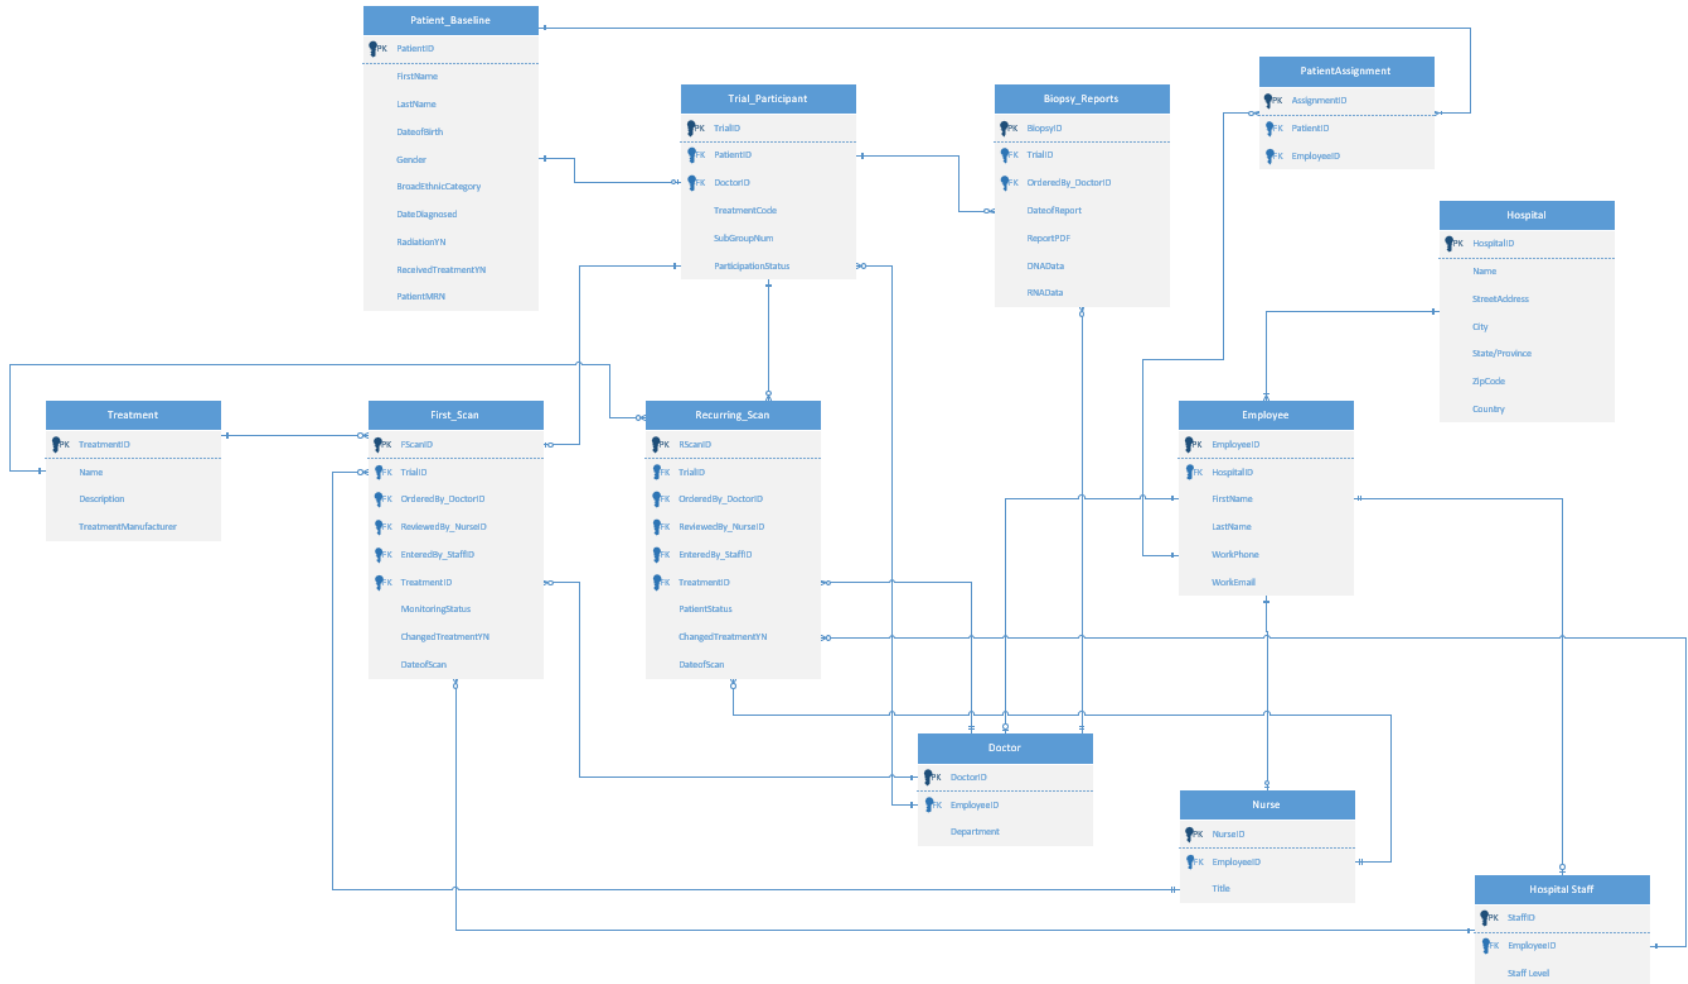 Patient_Baseline
PK PatientID
FirstName
LastName
DateofBirth
Gender
BroadEthnicCategory
DateDiagnosed
RadiationYN
ReceivedTreatmentYN
PatientMRN
Trial_Participant
PK TrialID
FK PatientID
FK DoctorID
TreatmentCode
SubGroupNum
ParticipationStatus
Biopsy_Reports
PK BiopsyID
FK TrialID
FK OrderedBy_DoctorID
DateofReport
ReportPDF
DNAData
RNAData
PatientAssignment
PK AssignmentID
FK PatientID
FK EmployeeID
Hospital
PK HospitalID
Name
StreetAddress
City
State/Province
ZipCode
Country
Treatment
PK TreatmentID
Name
Description
TreatmentManufacturer
First_Scan
PK FScanID
FK TrialID
FK OrderedBy_DoctorID
FK ReviewedBy_NurseID
FK EnteredBy_StaffID
FK TreatmentID
MonitoringStatus
ChangedTreatmentYN
DateofScan
Recurring_Scan
PK RScanID
FK TrialID
FK OrderedBy_DoctorID
FK ReviewedBy_NurseID
FK EnteredBy_StaffID
FK TreatmentID
PatientStatus
ChangedTreatmentYN
DateofScan
Employee
PK EmployeeID
FK HospitalID
FirstName
LastName
WorkPhone
WorkEmail
Doctor
PK DoctorID
FK EmployeeID
Department
Nurse
PK NurseID
FK EmployeeID
Title
Hospital Staff
PK StaffID
FK EmployeeID
Staff Level